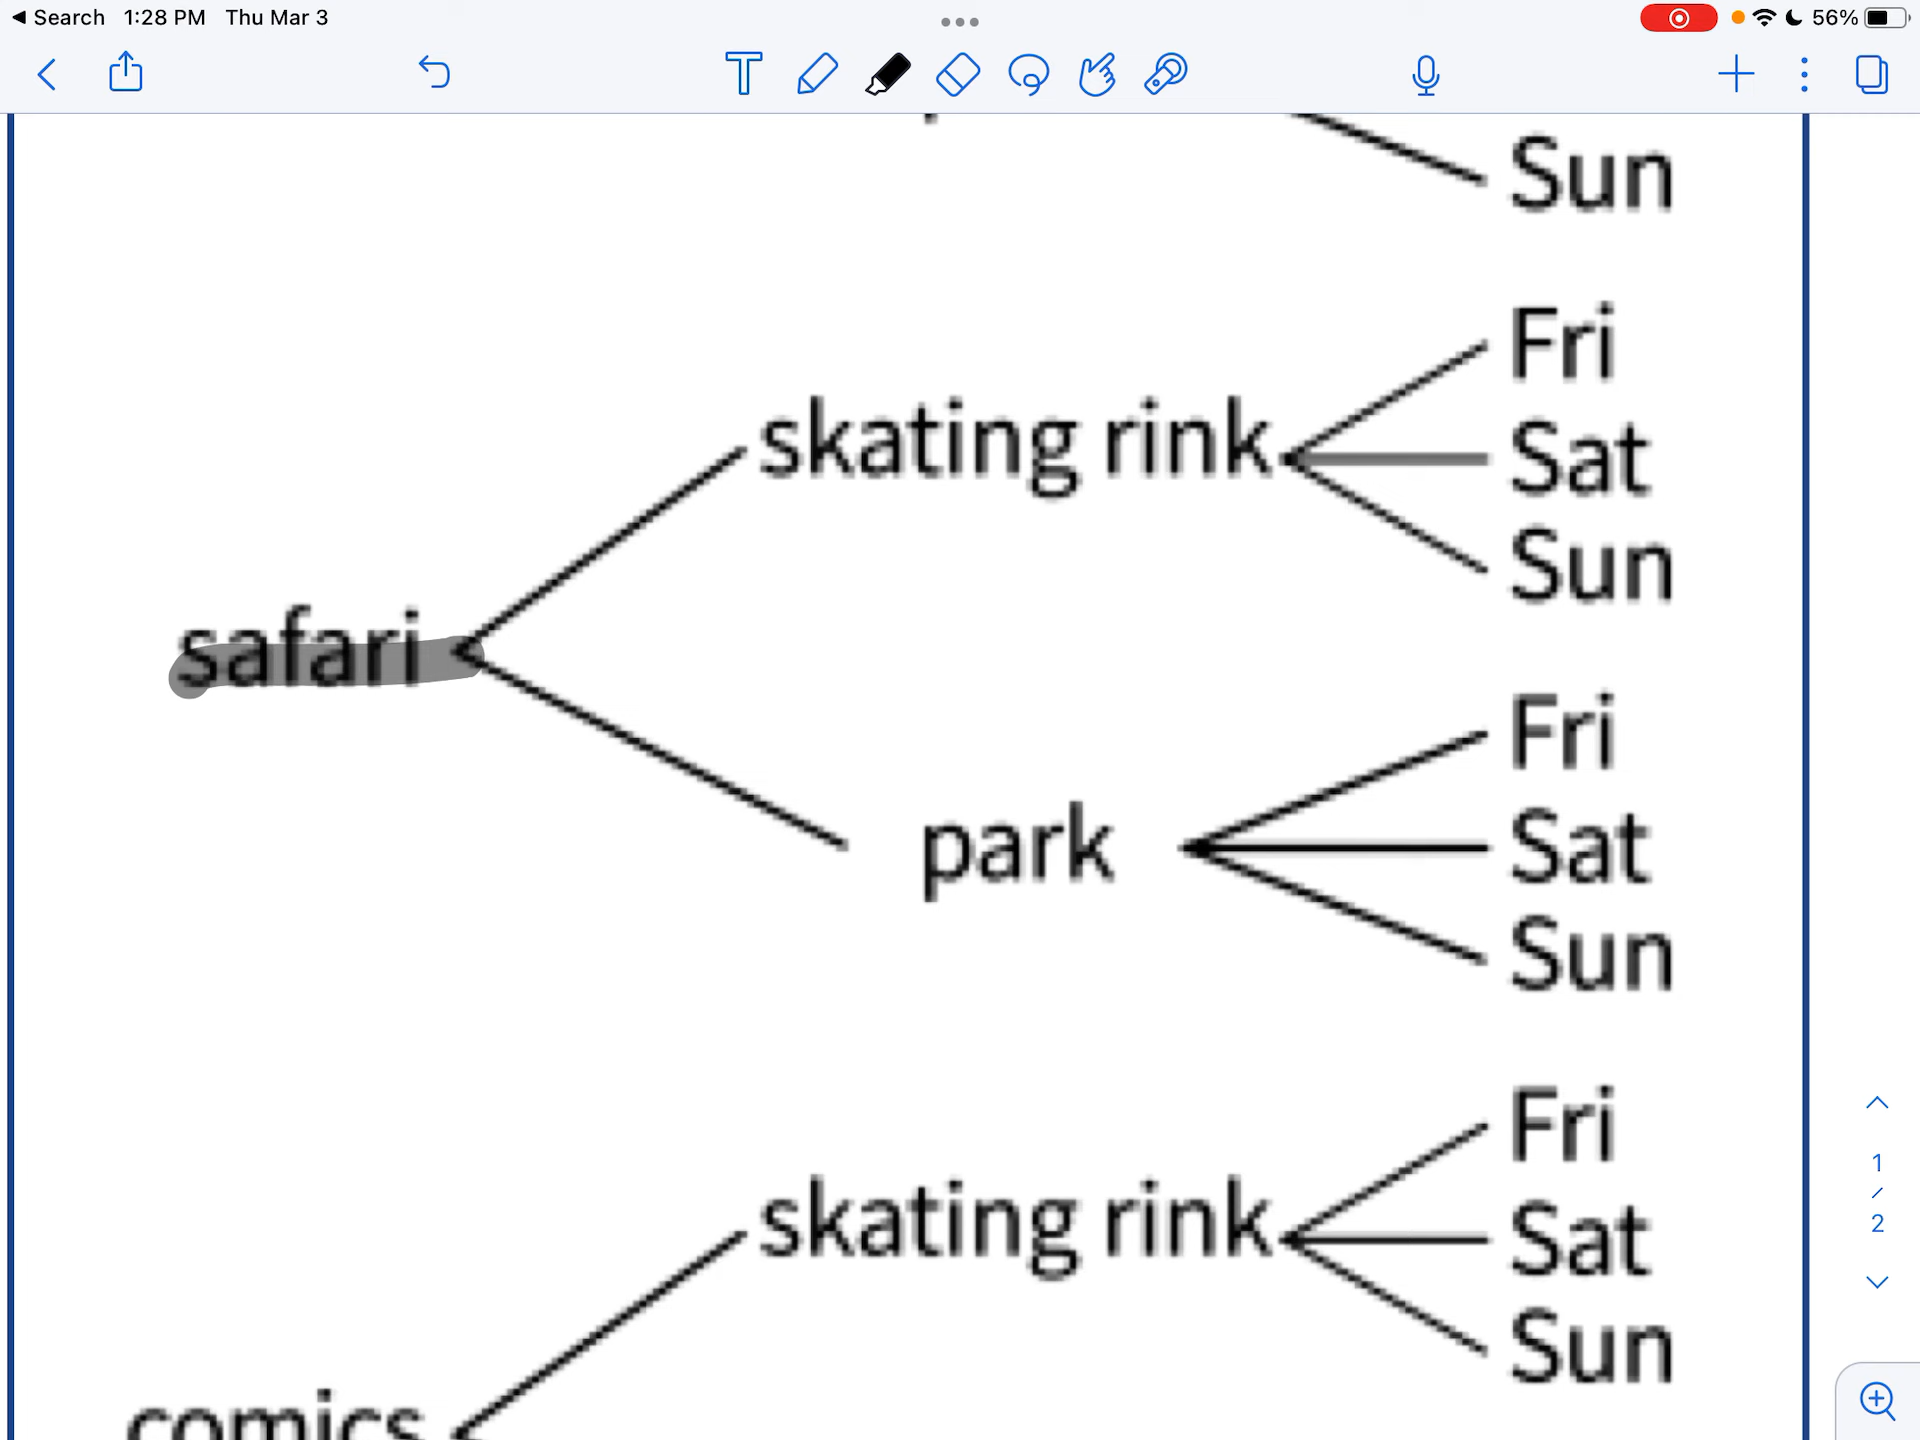 ◀ Search 1:28 PM Thu Mar 3
56%
T
Sun
Fri
skating rink
Sat
Sun
safari
Fri
park
Sat
Sun
Fri
skating rink
Sat
Sun
comics
1
/
2